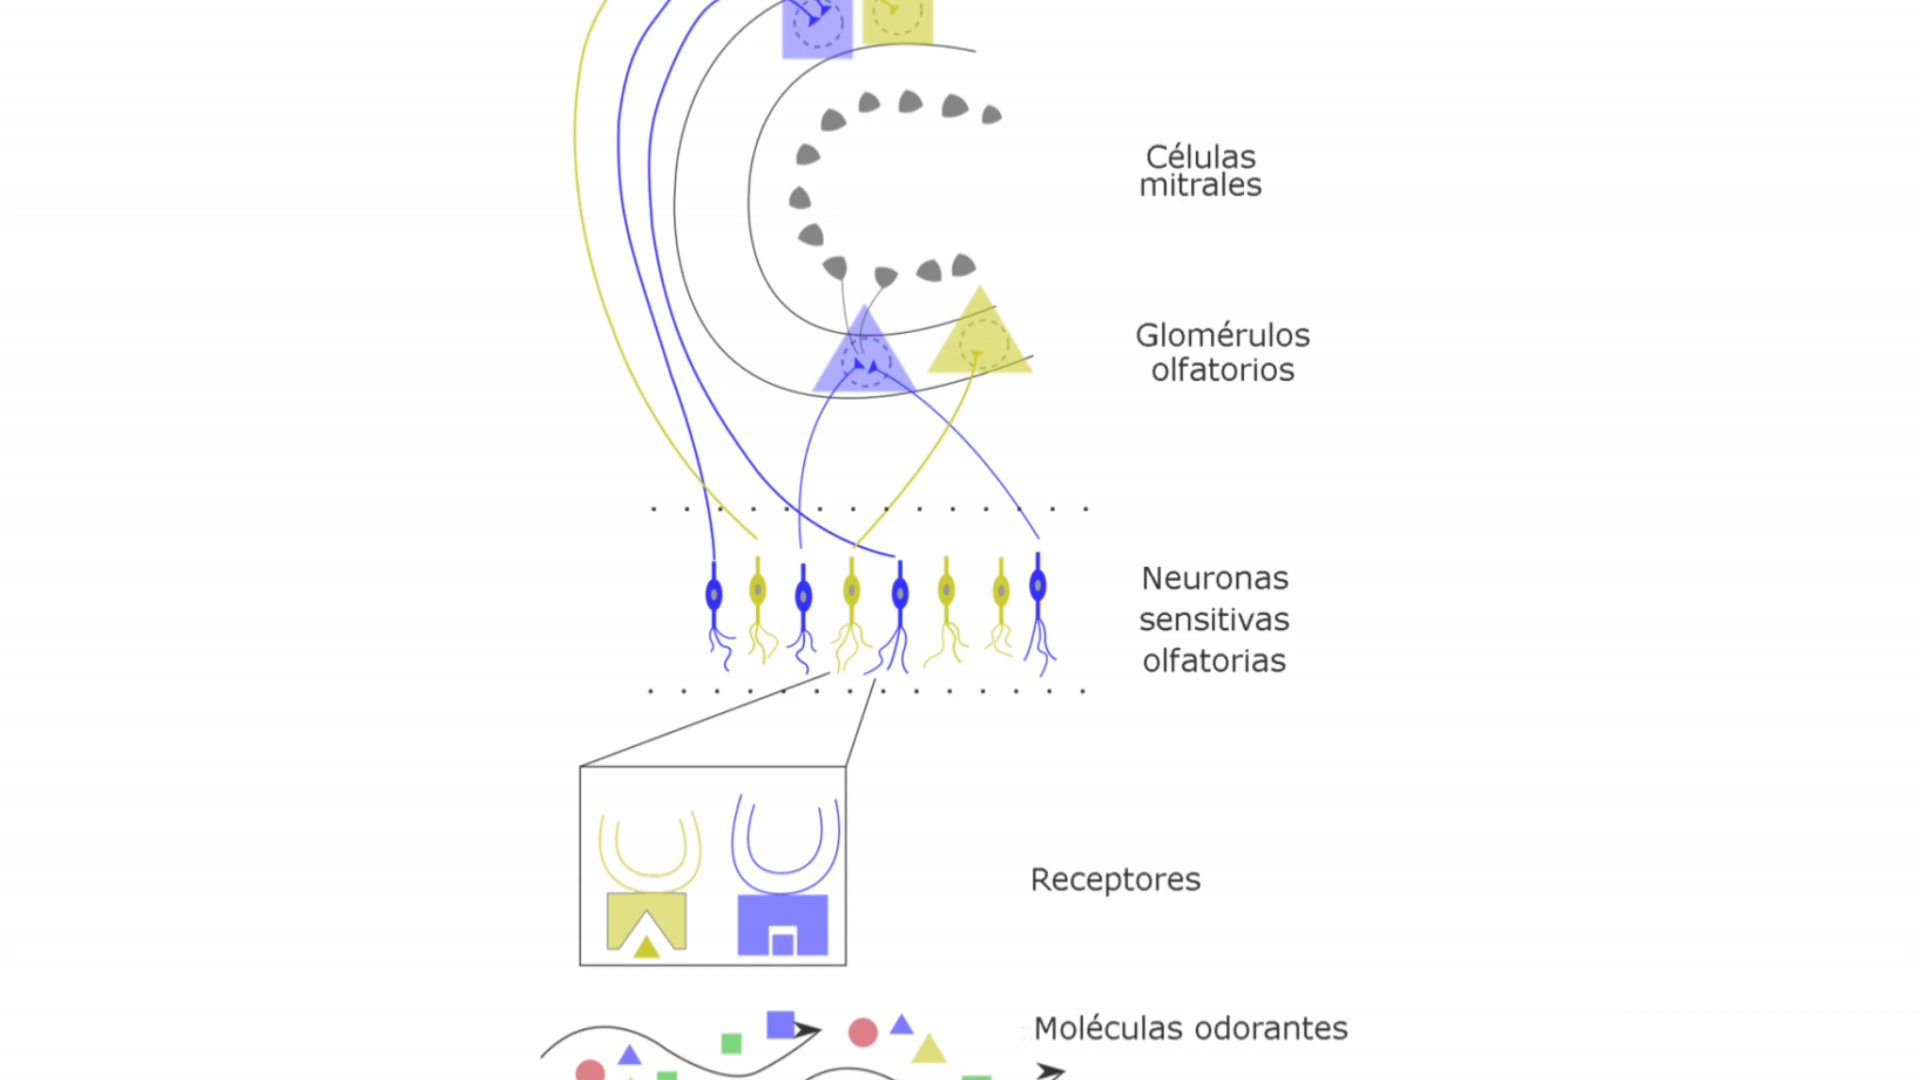 Células
mitrales
Glomérulos
olfatorios
Neuronas
sensitivas
olfatorias
Receptores
Moléculas odorantes